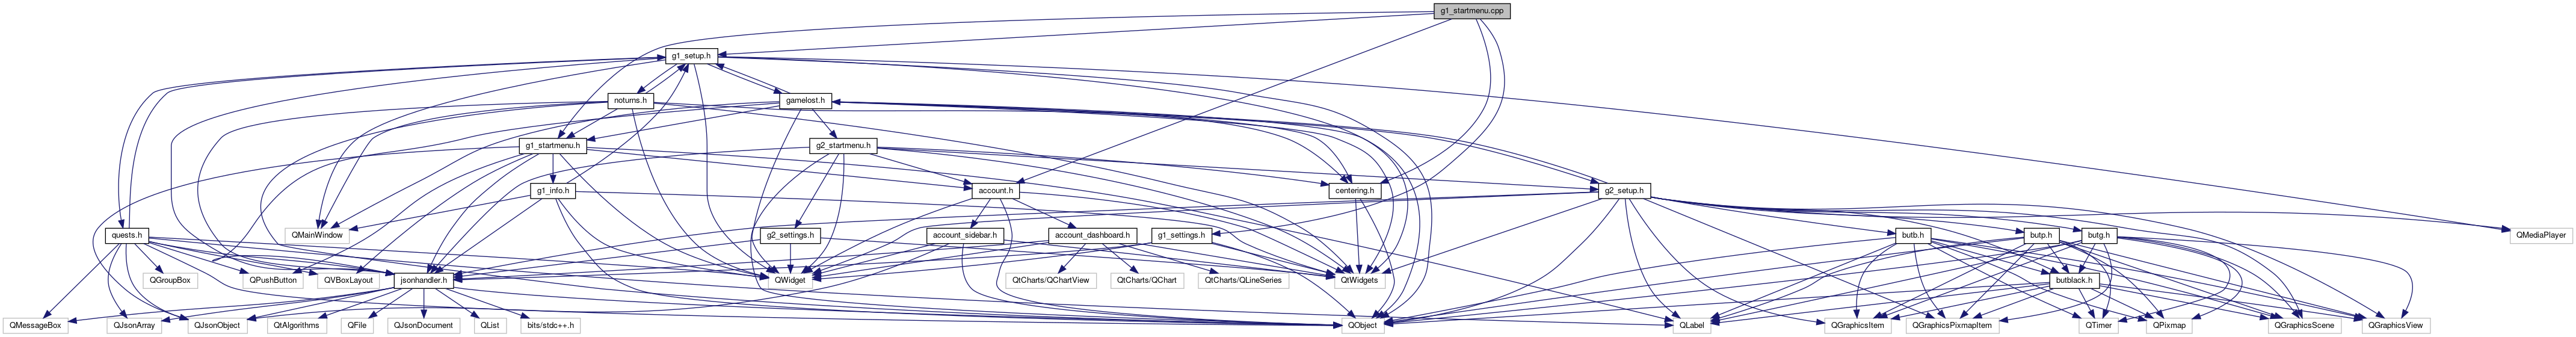 g1_startmenu.cpp
g1_setup.h
noturns.h
gamelost.h
g1_startmenu.h
g2_startmenu.h
g1_info.h
account.h
centering.h
g2_setup.h
quests.h
QMainWindow
g2_settings.h
account_sidebar.h
account_dashboard.h
g1_settings.h
butb.h
butp.h
butg.h
QMediaPlayer
QGroupBox
QPushButton
QVBoxLayout
jsonhandler.h
QWidget
QtCharts/QChartView
QtCharts/QChart
QtCharts/QLineSeries
QtWidgets
butblack.h
QMessageBox
QJsonArray
QJsonObject
QtAlgorithms
QFile
QJsonDocument
QList
bits/stdc++.h
QObject
QLabel
QGraphicsItem
QGraphicsPixmapItem
QTimer
QPixmap
QGraphicsScene
QGraphicsView